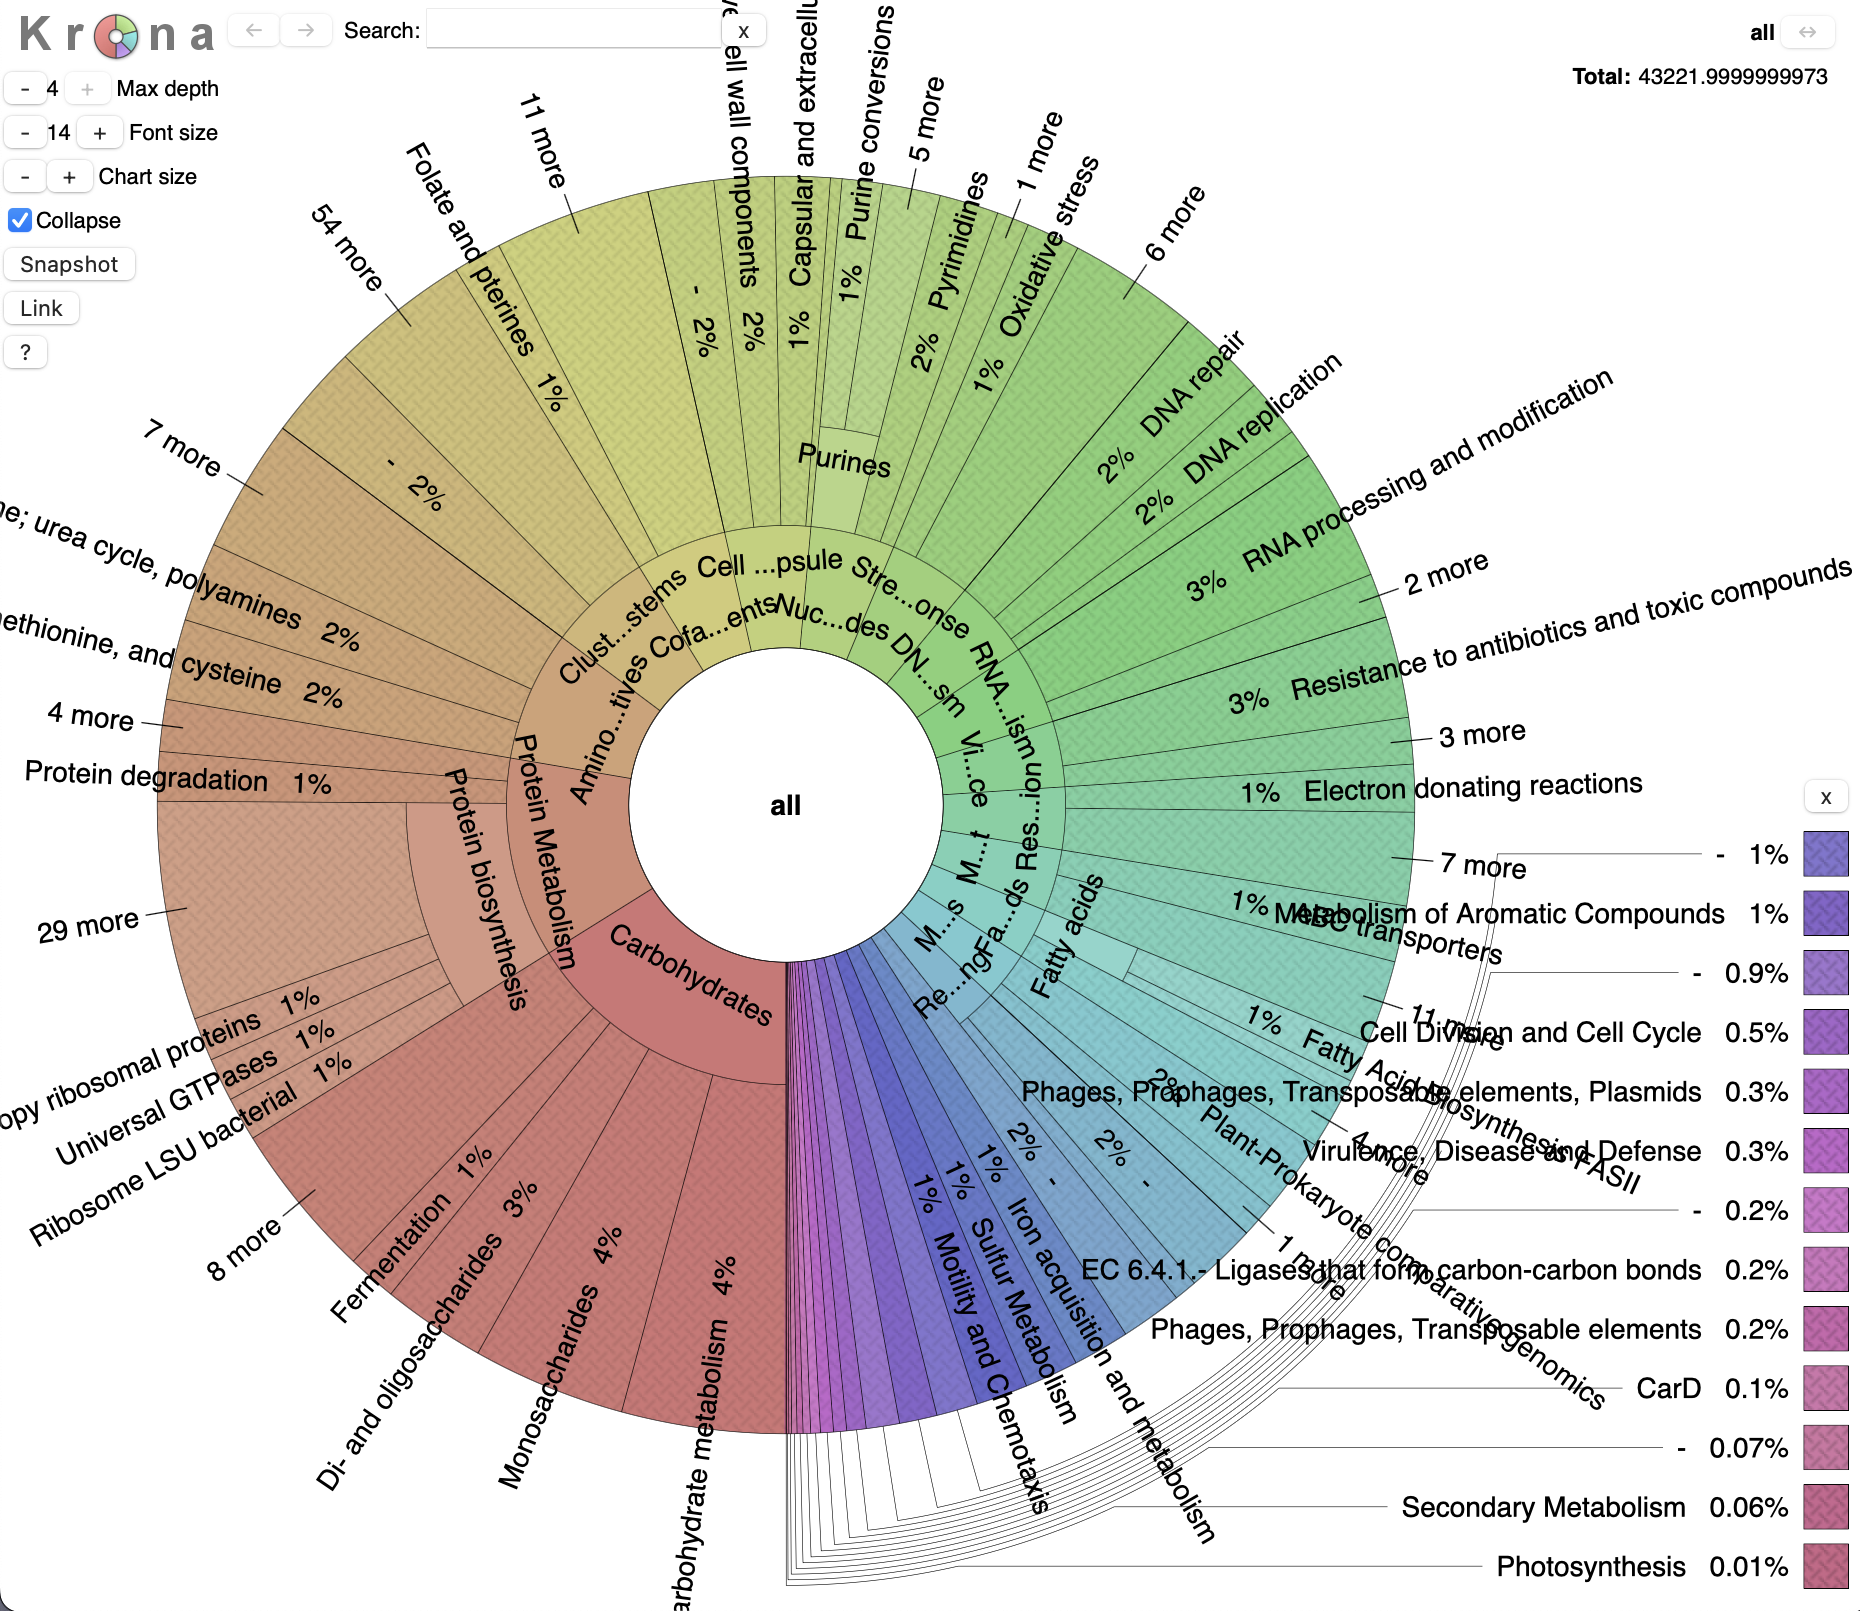 Krona
← → Search: x
all ↔
Total: 43221.9999999973
- 4 + Max depth
- 14 + Font size
- + Chart size
Collapse
Snapshot
Link
?
all
Carbohydrates
Protein Metabolism
Protein biosynthesis
Amino...tives
Clust...stems
Cofa...ents
Cell ...psule
Nuc...des
Purines
Stre...onse
DN...sm
RNA...ism
Vi...ce
Res...ion
M...t
Fa...ds
Fatty acids
M...s
Re...ng
arbohydrate metabolism 4%
Monosaccharides 4%
Di- and oligosaccharides 3%
Fermentation 1%
8 more
Ribosome LSU bacterial 1%
Universal GTPases 1%
opy ribosomal proteins 1%
29 more
Protein degradation 1%
4 more
ethionine, and cysteine 2%
ne; urea cycle, polyamines 2%
7 more
- 2%
54 more
Folate and pterines 1%
11 more
- 2%
ell wall components 2%
Capsular and extracellu 1%
1% Purine conversions
5 more
2% Pyrimidines
1 more
1% Oxidative stress
6 more
2% DNA repair
2% DNA replication
3% RNA processing and modification
2 more
3% Resistance to antibiotics and toxic compounds
3 more
1% Electron donating reactions
7 more
1% ABC transporters
11 more
1% Fatty Acid Biosynthesis FASII
4 more
2% Plant-Prokaryote comparative genomics
1 more
2% -
2% -
1% Iron acquisition and metabolism
1% Sulfur Metabolism
1% Motility and Chemotaxis
x
- 1%
Metabolism of Aromatic Compounds 1%
- 0.9%
Cell Division and Cell Cycle 0.5%
Phages, Prophages, Transposable elements, Plasmids 0.3%
Virulence, Disease and Defense 0.3%
- 0.2%
EC 6.4.1.- Ligases that form carbon-carbon bonds 0.2%
Phages, Prophages, Transposable elements 0.2%
CarD 0.1%
- 0.07%
Secondary Metabolism 0.06%
Photosynthesis 0.01%